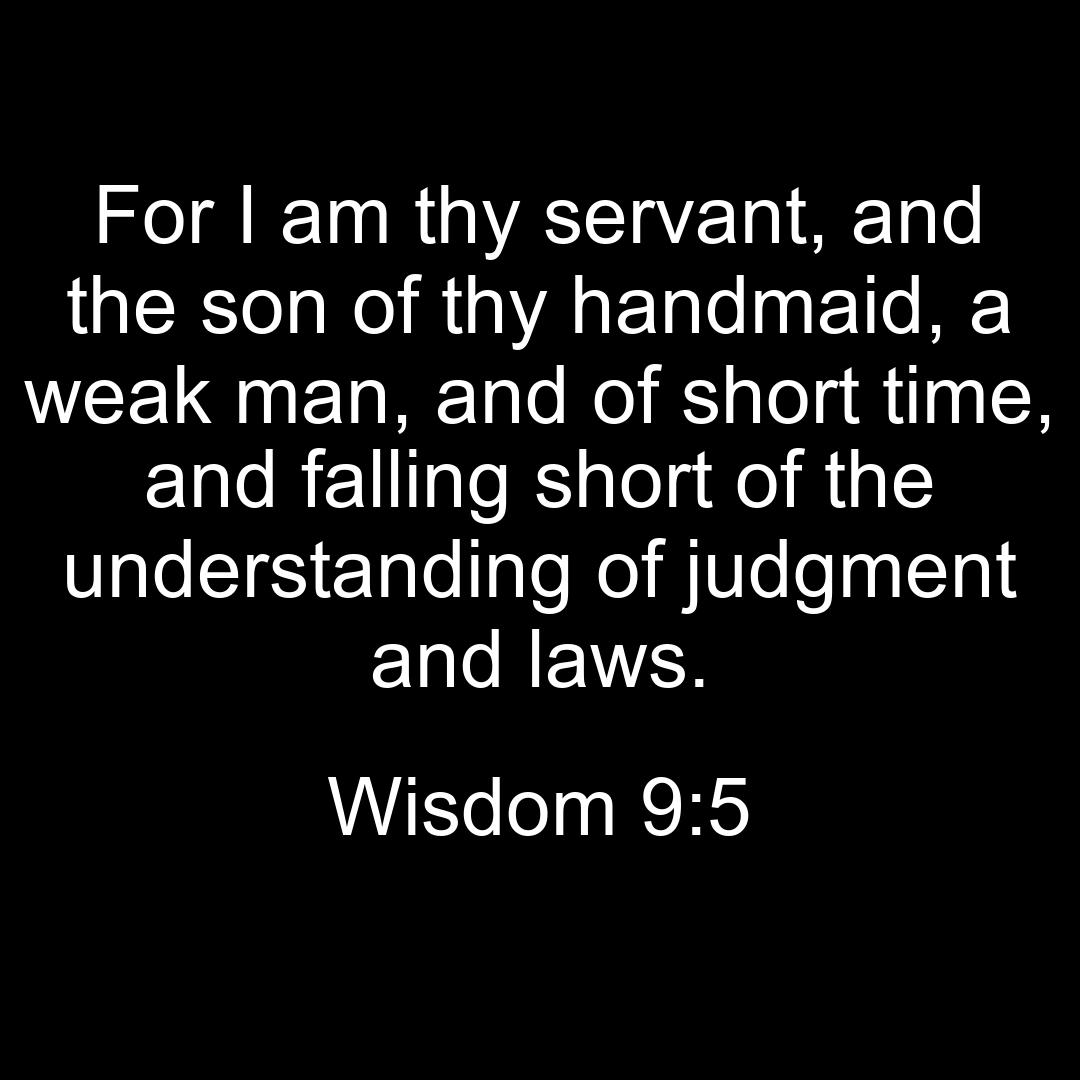 For I am thy servant, and
the son of thy handmaid, a
weak man, and of short time,
and falling short of the
understanding of judgment
and laws.
Wisdom 9:5